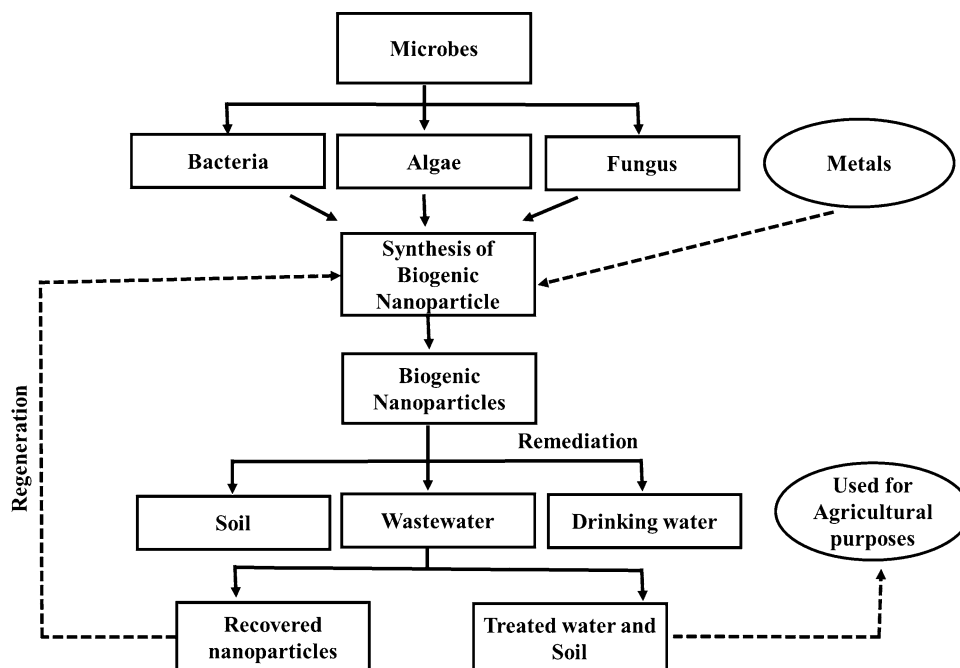 Microbes
Bacteria
Algae
Fungus
Metals
Synthesis of
Biogenic
Nanoparticle
Biogenic
Nanoparticles
Regeneration
Remediation
Soil
Wastewater
Drinking water
Used for
Agricultural
purposes
Recovered
nanoparticles
Treated water and
Soil